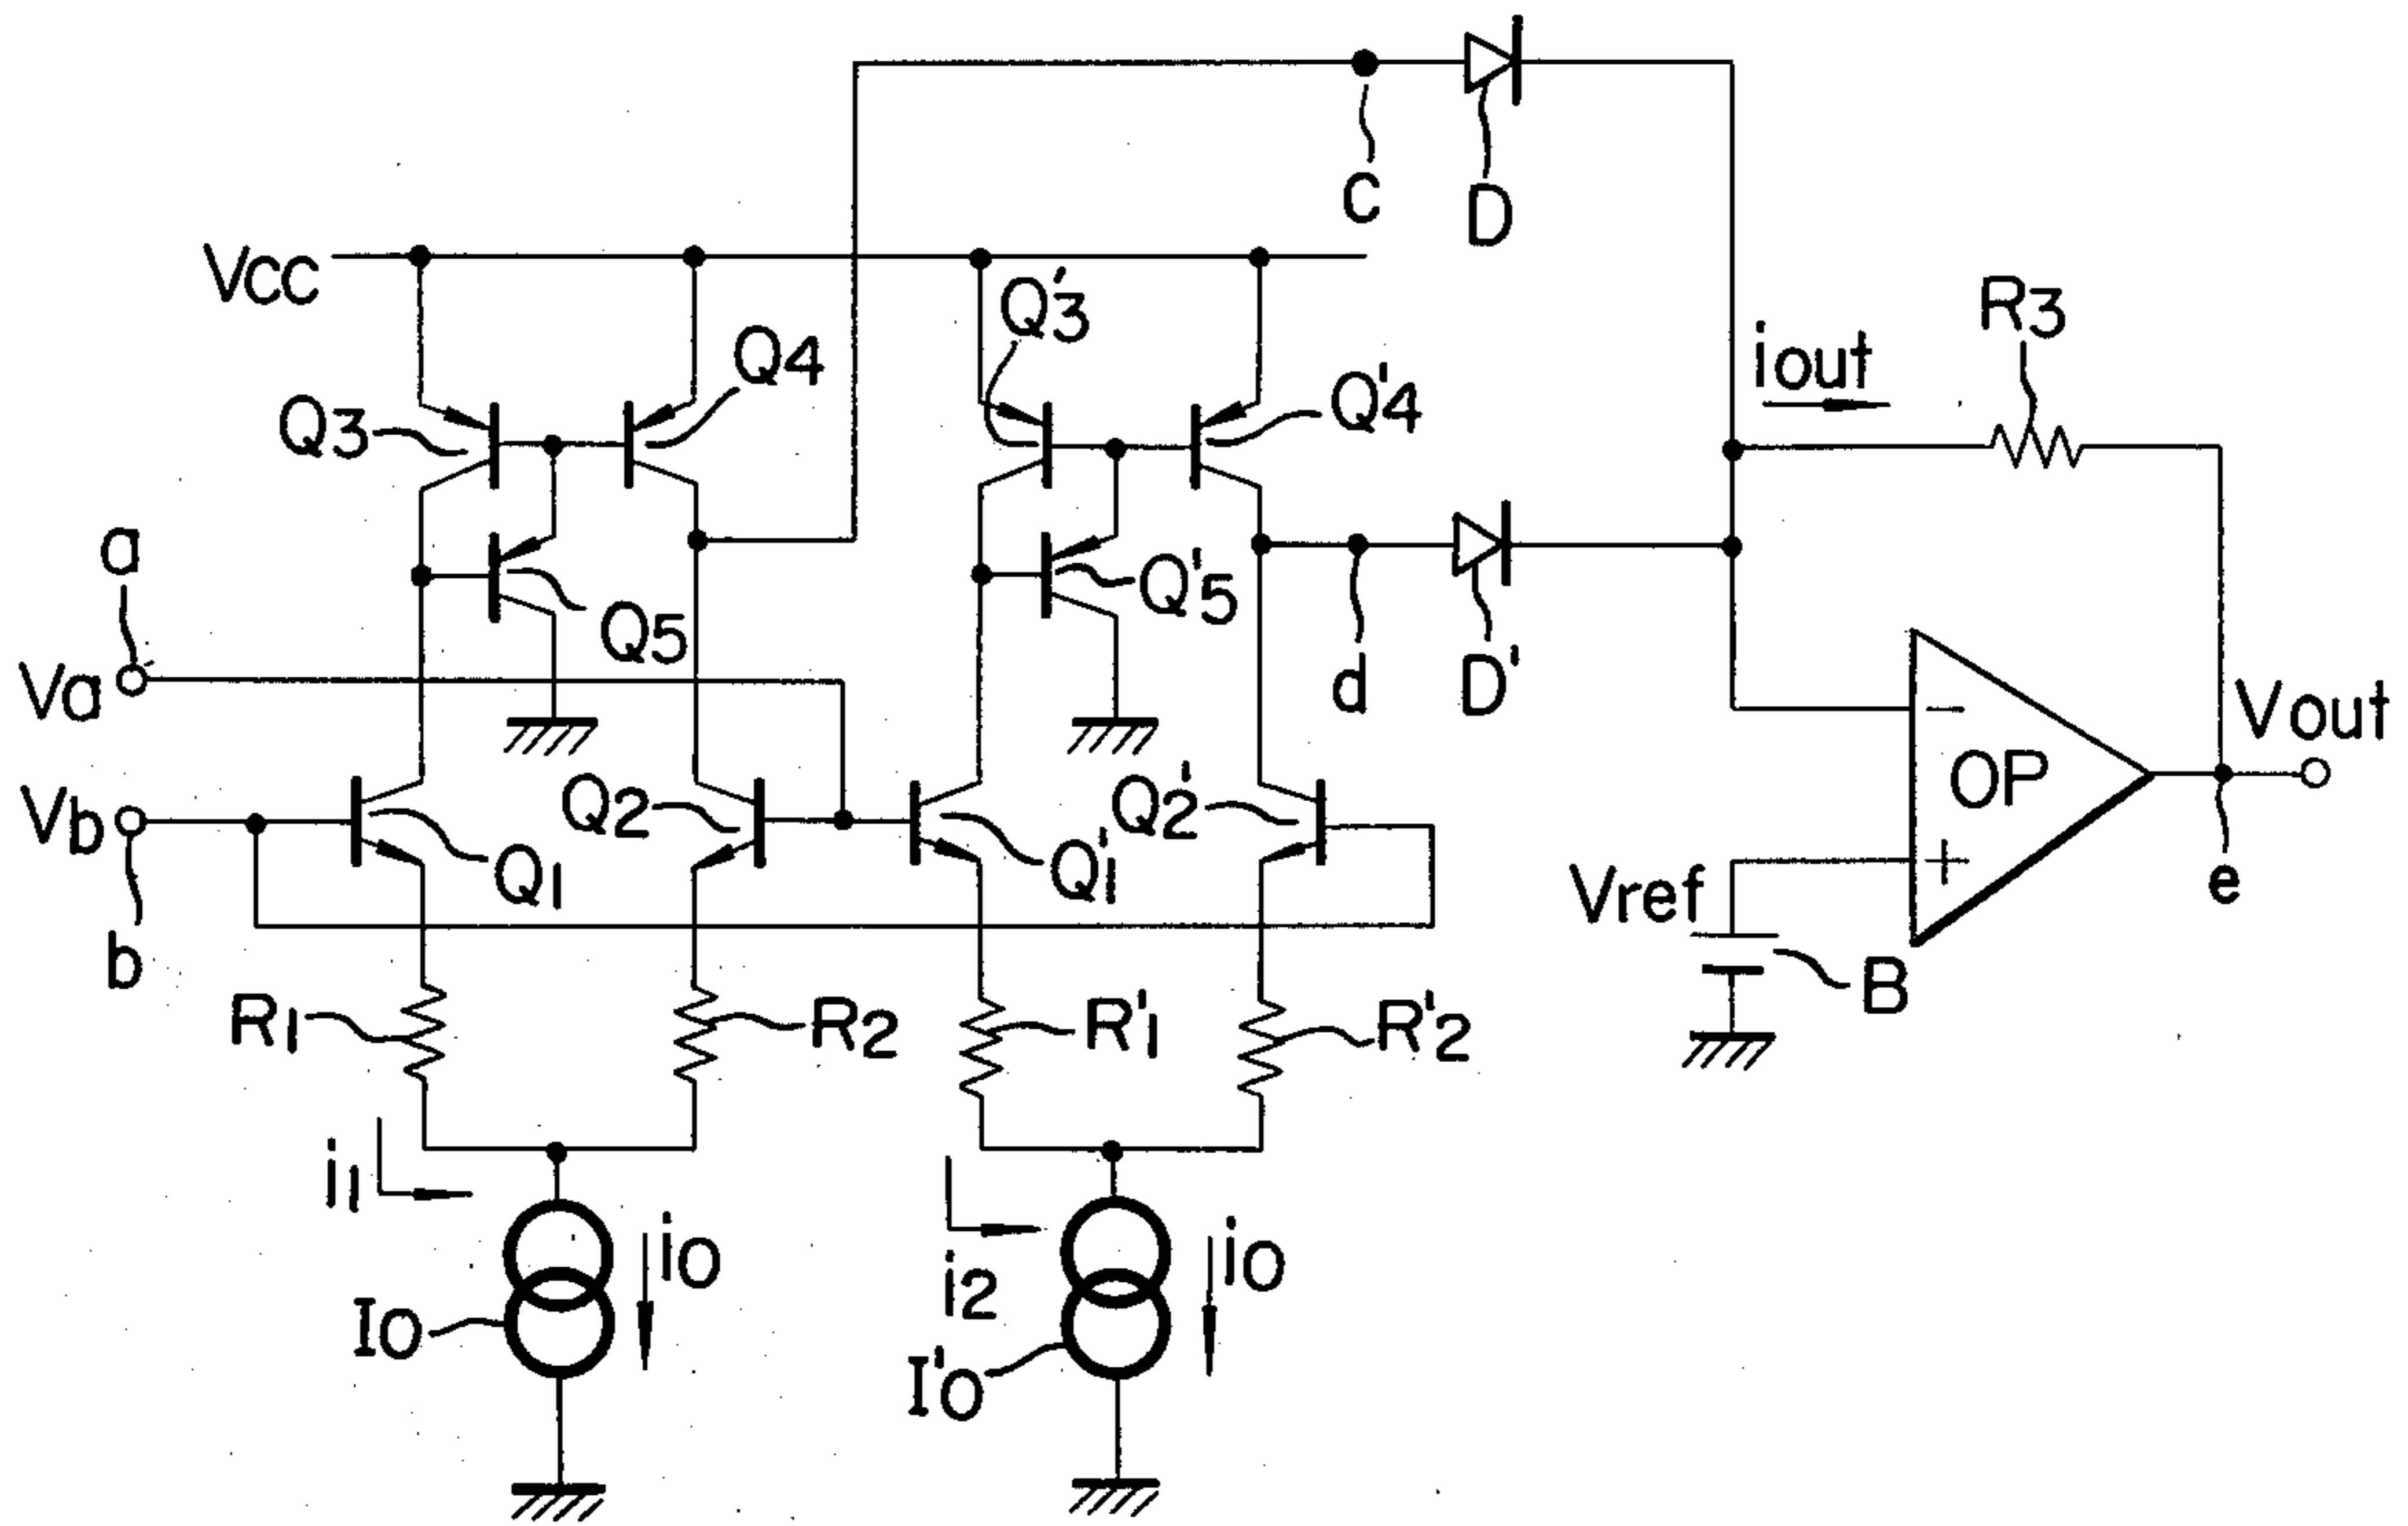 C
D
Vcc
Q'3
Q4
Q3
Q'4
iout
R3
a
Q5
Q'5
d
D'
Va
Vb
b
Q1
Q2
Q'1
Q'2
Vref
B
−
OP
+
Vout
e
R1
R2
R'1
R'2
i1
io
Io
i2
io
I'o